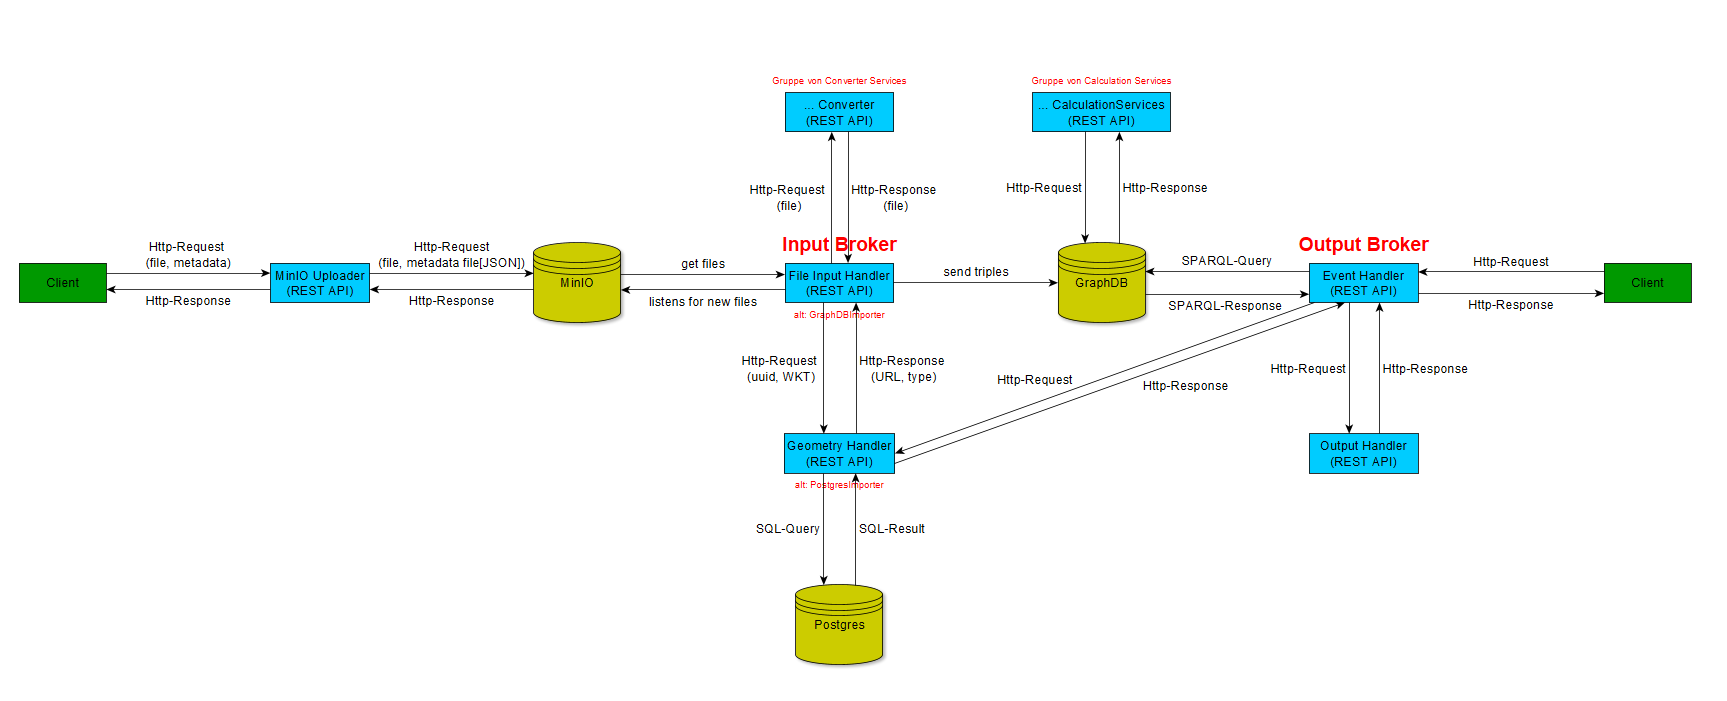 Gruppe von Converter Services
Gruppe von Calculation Services
... Converter
(REST API)
... CalculationServices
(REST API)
Http-Request
(file)
Http-Response
(file)
Http-Request
Http-Response
Input Broker
Output Broker
Http-Request
(file, metadata)
Http-Response
Client
MinIO Uploader
(REST API)
Http-Request
(file, metadata file[JSON])
Http-Response
MinIO
get files
listens for new files
File Input Handler
(REST API)
alt: GraphDBImporter
send triples
GraphDB
SPARQL-Query
SPARQL-Response
Event Handler
(REST API)
Http-Request
Http-Response
Client
Http-Request
(uuid, WKT)
Http-Response
(URL, type)
Http-Request
Http-Response
Http-Request
Http-Response
Geometry Handler
(REST API)
alt: PostgresImporter
Output Handler
(REST API)
SQL-Query
SQL-Result
Postgres